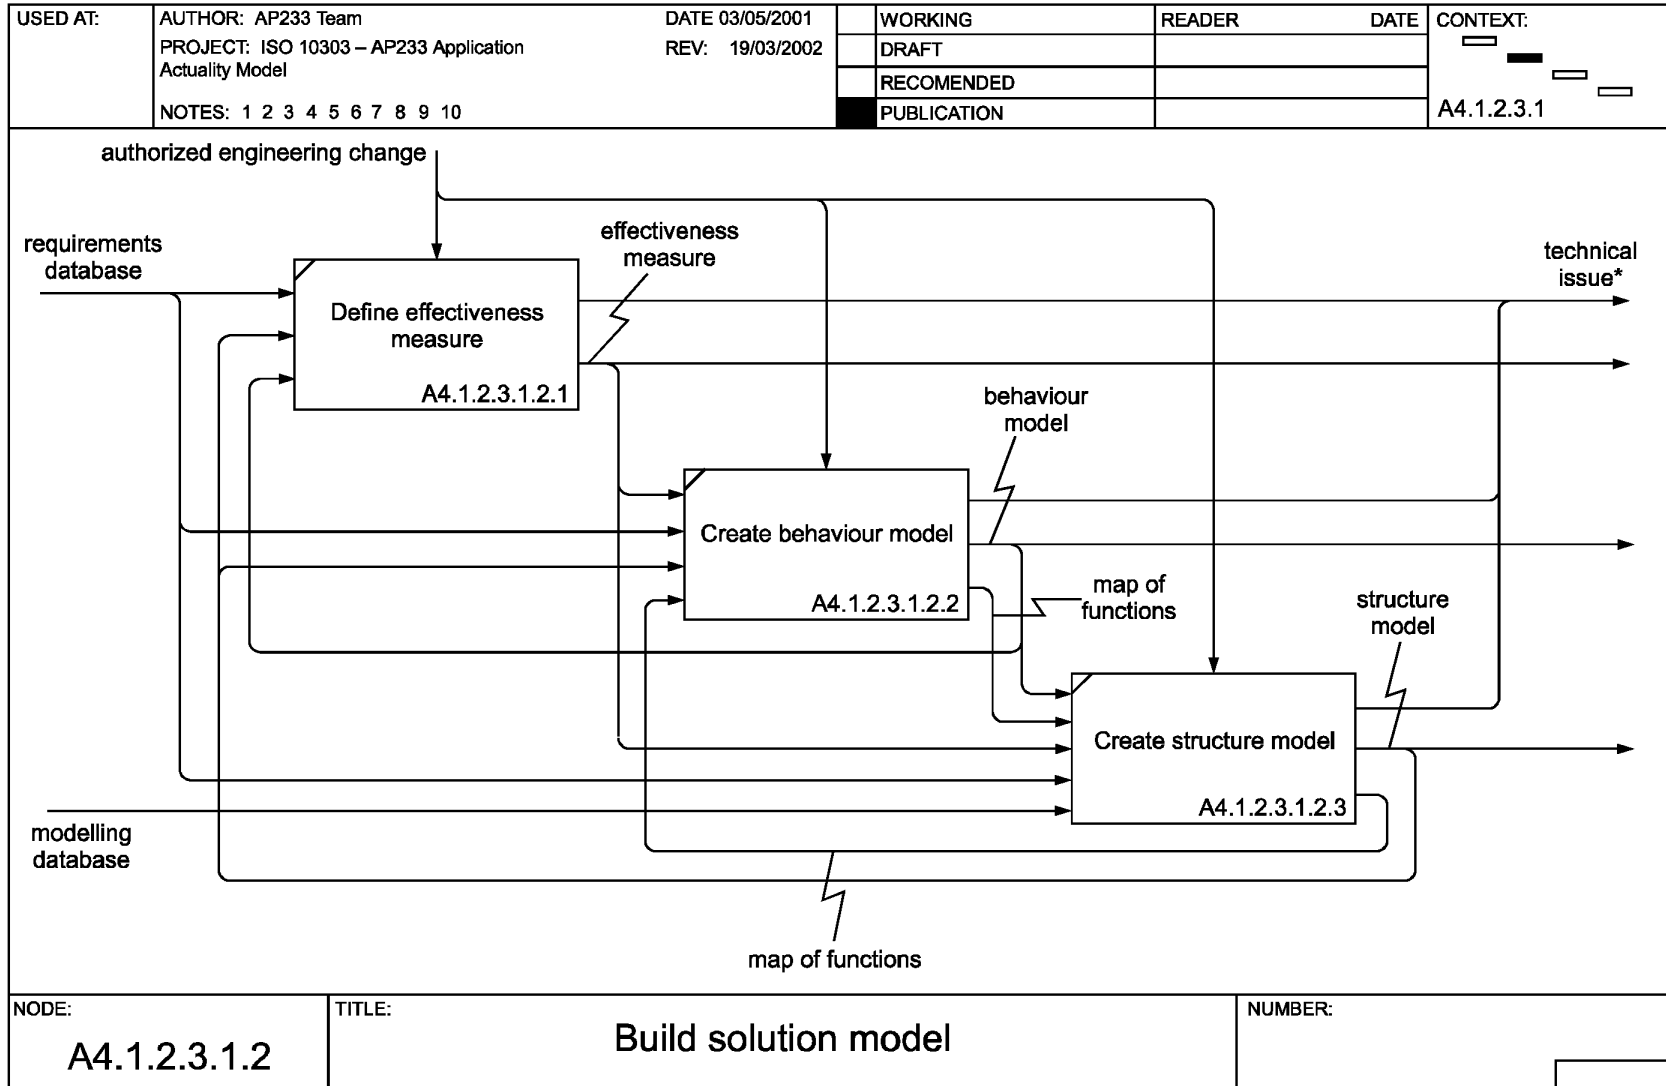 USED AT:
AUTHOR: AP233 Team
DATE 03/05/2001
PROJECT: ISO 10303 – AP233 Application
Actuality Model
REV: 19/03/2002
NOTES: 1 2 3 4 5 6 7 8 9 10
WORKING
DRAFT
RECOMENDED
PUBLICATION
READER
DATE
CONTEXT:
A4.1.2.3.1
authorized engineering change
requirements
database
effectiveness
measure
technical
issue*
Define effectiveness
measure
A4.1.2.3.1.2.1
behaviour
model
Create behaviour model
A4.1.2.3.1.2.2
map of
functions
structure
model
Create structure model
A4.1.2.3.1.2.3
modelling
database
map of functions
NODE:
A4.1.2.3.1.2
TITLE:
Build solution model
NUMBER: